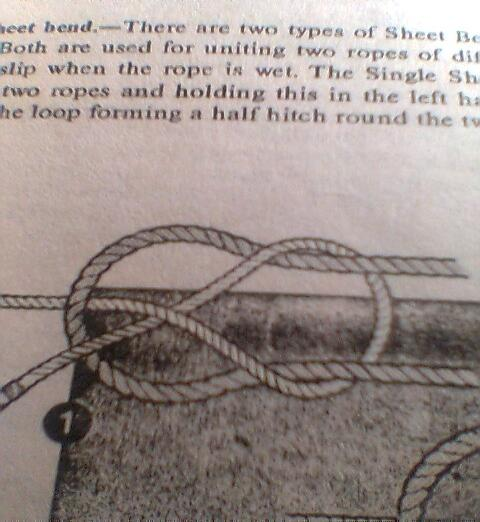 heet bend.—There are two types of Sheet Be
Both are used for uniting two ropes of dif
slip when the rope is wet. The Single Sh
two ropes and holding this in the left ha
he loop forming a half hitch round the tw
1